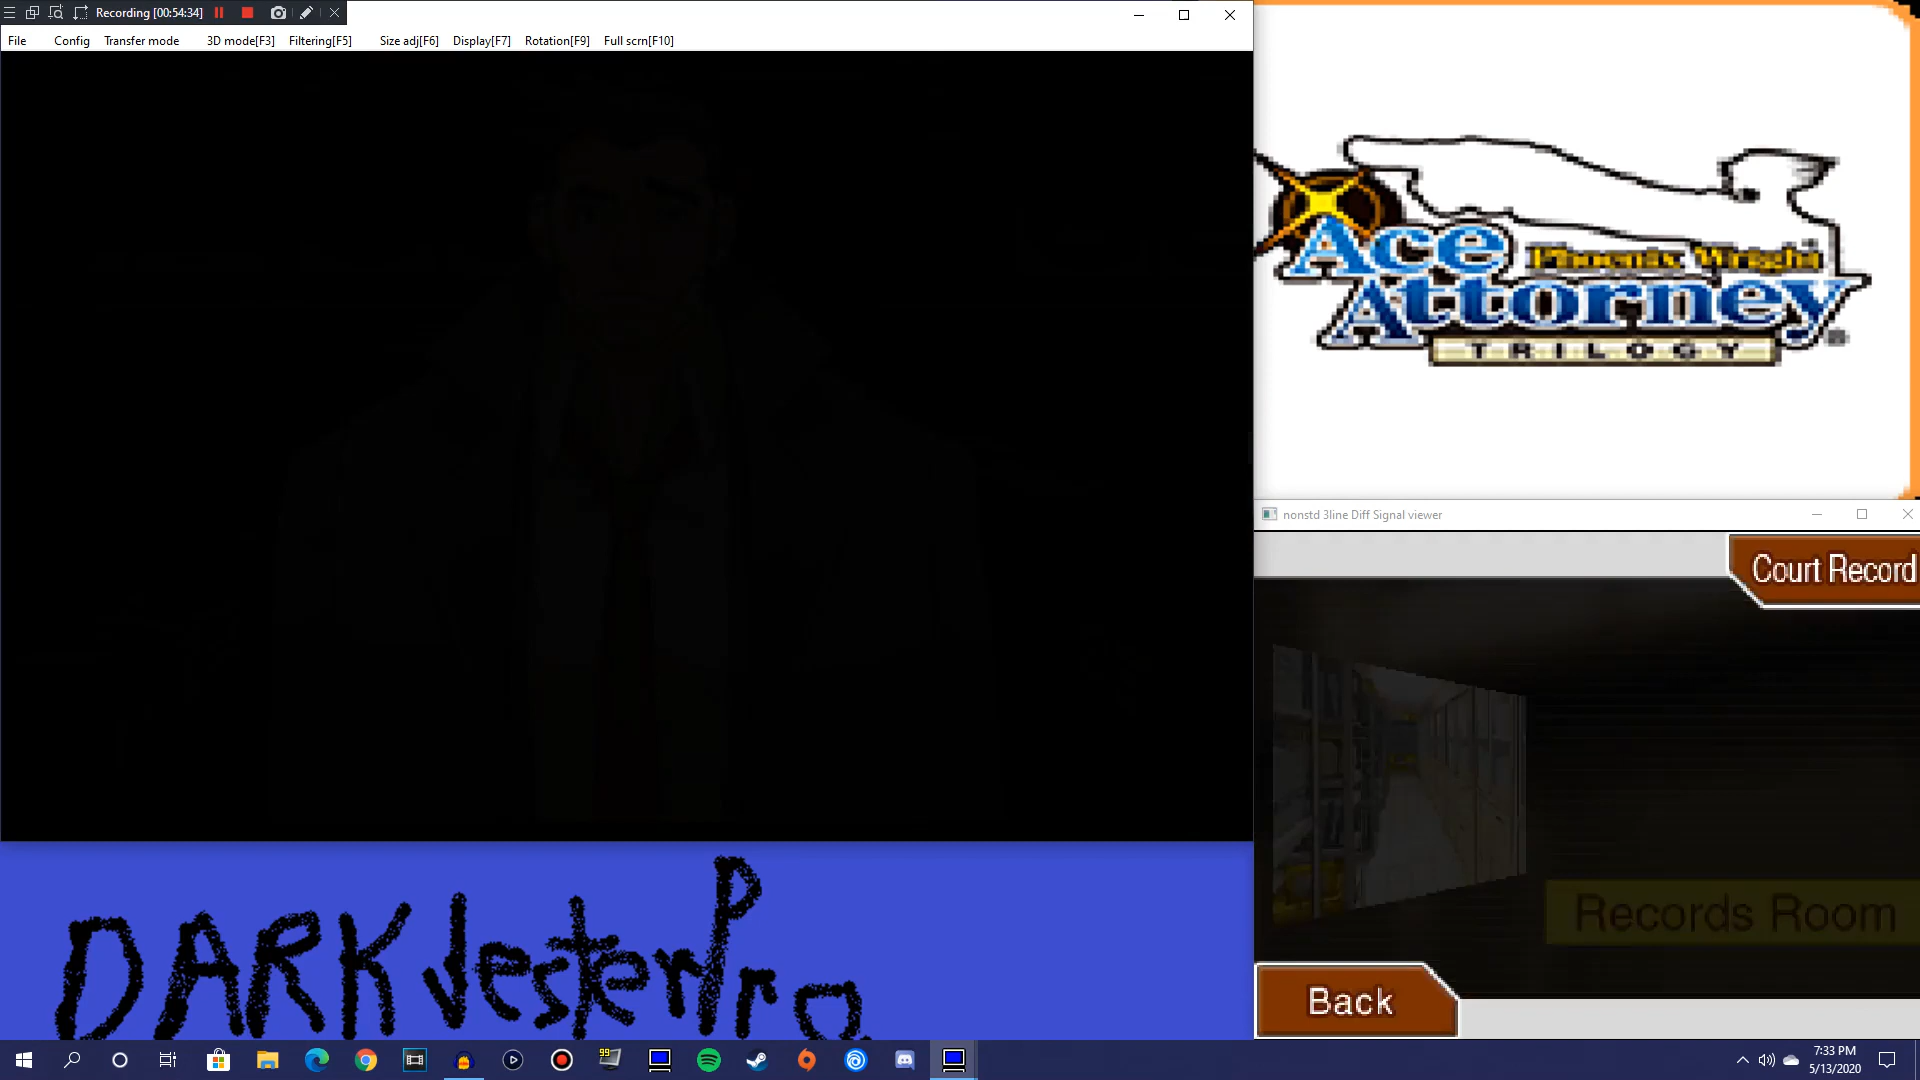 Recording [00:54:34]
File Config Transfer mode 3D mode[F3] Filtering[F5] Size adj[F6] Display[F7] Rotation[F9] Full scrn[F10]
Phoenix Wright
Ace
Attorney
TRILOGY
nonstd 3line Diff Signal viewer
Court Record
Records Room
Back
DARKJesterPro
99
7:33 PM
5/13/2020